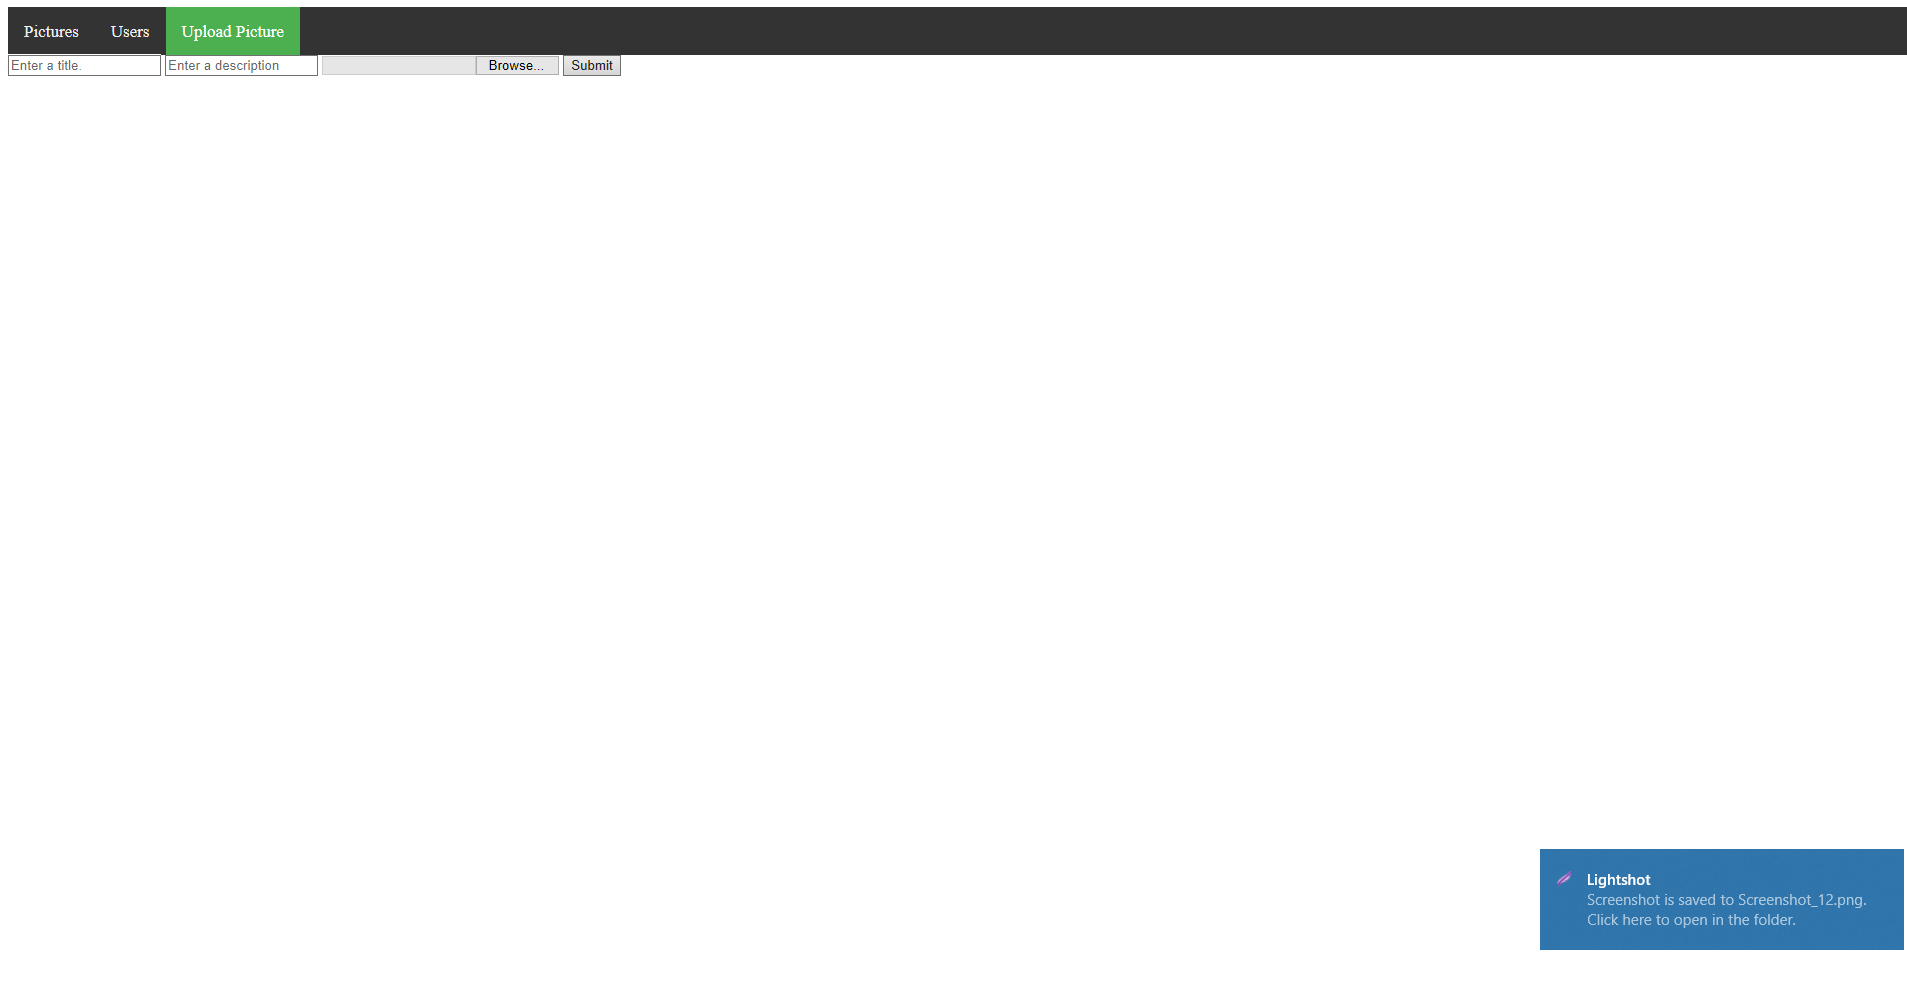 Pictures Users Upload Picture
Enter a title. Enter a description Browse... Submit
Lightshot
Screenshot is saved to Screenshot_12.png.
Click here to open in the folder.